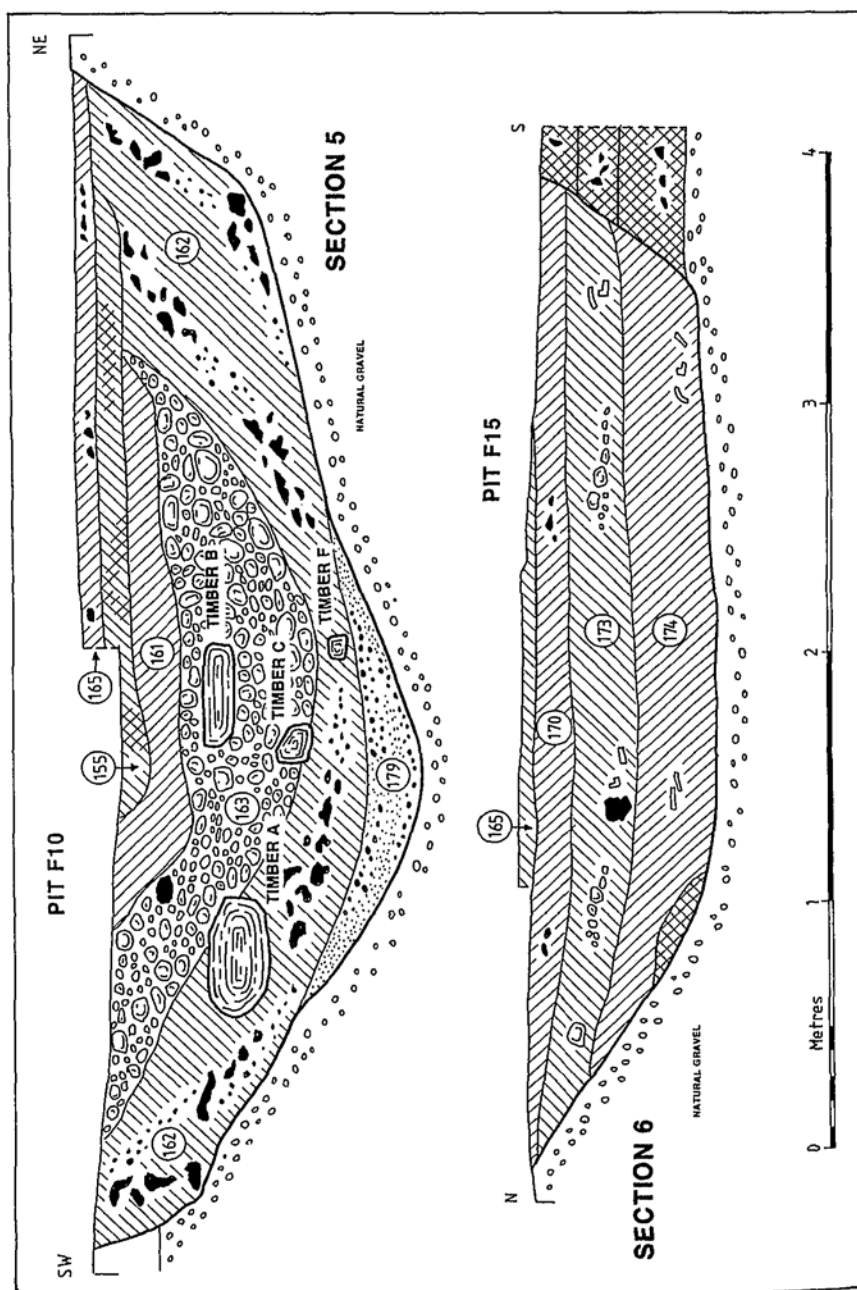 PIT F10
SW
NE
162
163
155
165
161
162
179
TIMBER A
TIMBER B
TIMBER C
TIMBER F
NATURAL GRAVEL
SECTION 5
PIT F15
N
S
165
170
173
174
NATURAL GRAVEL
SECTION 6
0
Metres
1
2
3
4